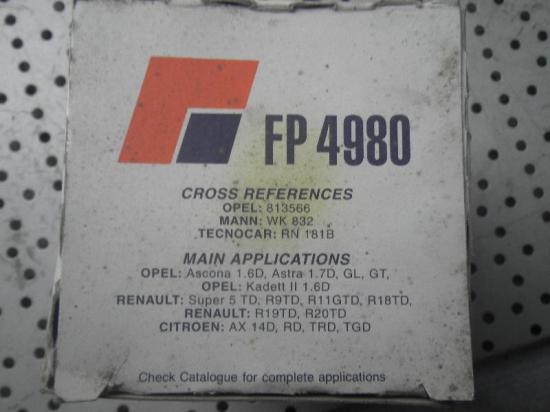 FP 4980
CROSS REFERENCES
OPEL: 813566
MANN: WK 832
TECNOCAR: RN 181B
MAIN APPLICATIONS
OPEL: Ascona 1.6D, Astra 1.7D, GL, GT,
OPEL: Kadett II 1.6D
RENAULT: Super 5 TD, R9TD, R11GTD, R18TD,
RENAULT: R19TD, R20TD
CITROEN: AX 14D, RD, TRD, TGD
Check Catalogue for complete applications